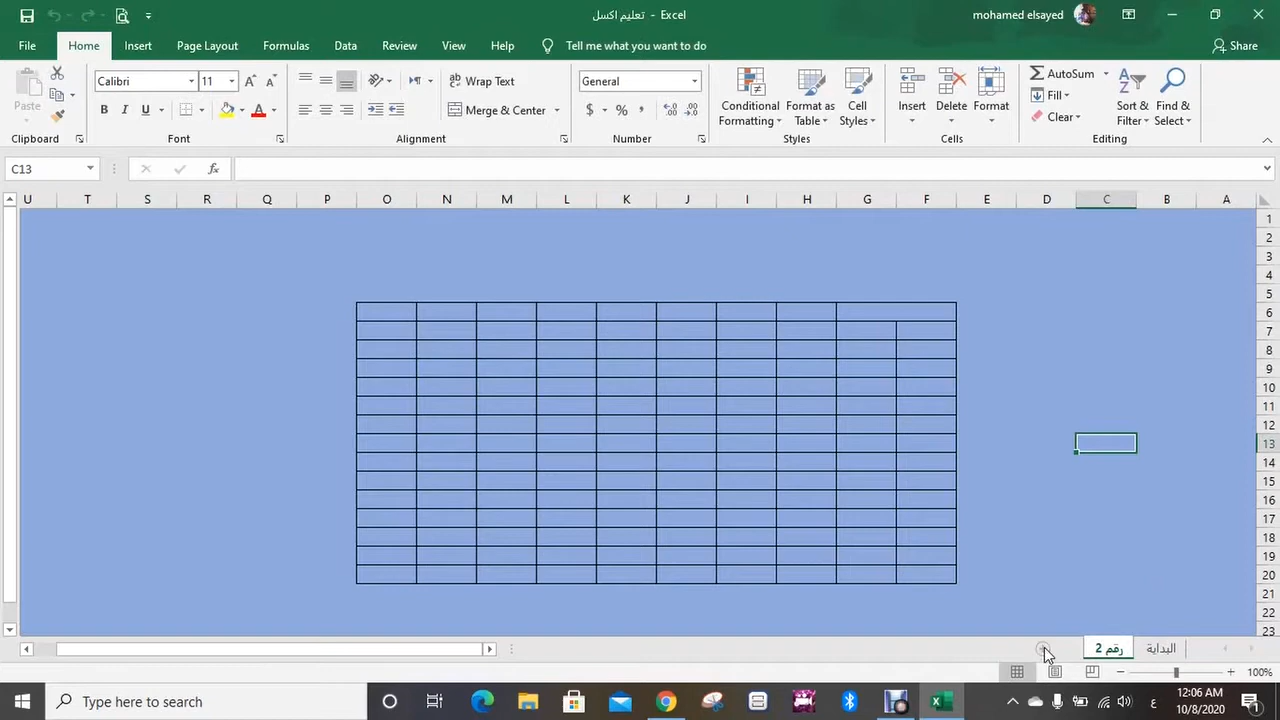 تعليم اكسل - Excel
mohamed elsayed
File Home Insert Page Layout Formulas Data Review View Help Tell me what you want to do Share
Paste
Calibri 11
B I U A
Wrap Text
Merge & Center
General
$ % ,
Conditional Formatting
Format as Table
Cell Styles
Insert Delete Format
AutoSum
Fill
Clear
Sort & Filter
Find & Select
Clipboard Font Alignment Number Styles Cells Editing
C13 fx
U T S R Q P O N M L K J I H G F E D C B A
1
2
3
4
5
6
7
8
9
10
11
12
13
14
15
16
17
18
19
20
21
22
23
البداية رقم 2
100%
Type here to search
ع
12:06 AM
10/8/2020
1